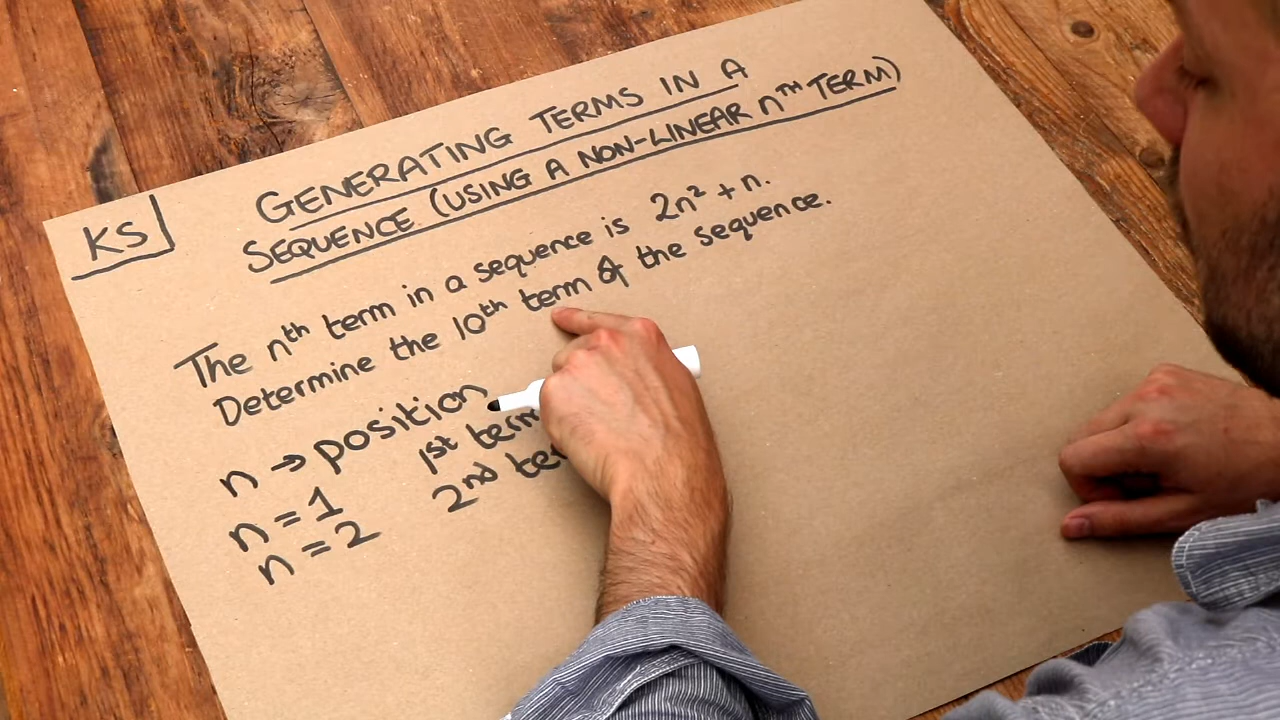 KS
GENERATING TERMS IN A
SEQUENCE (USING A NON-LINEAR nTH TERM)
The nth term in a sequence is 2n² + n.
Determine the 10th term of the sequence.
n → position
n = 1 1st term
n = 2 2nd